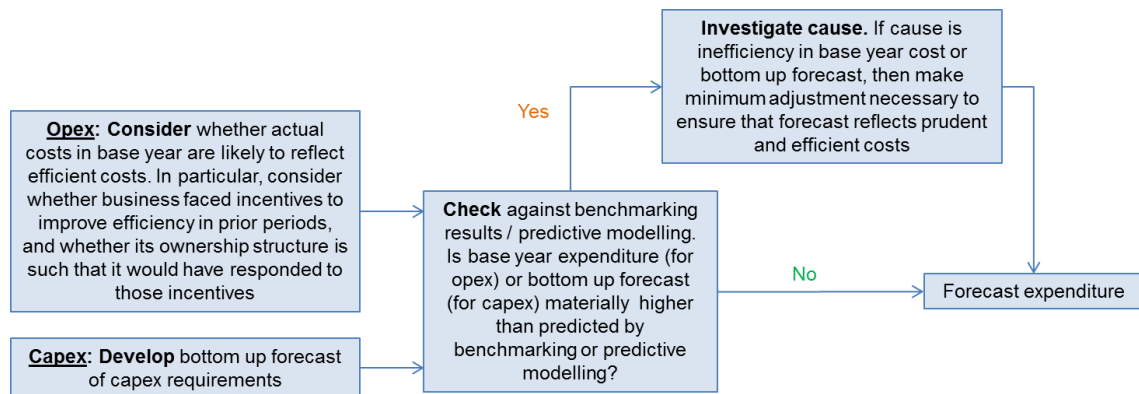 Opex: Consider whether actual
costs in base year are likely to reflect
efficient costs. In particular, consider
whether business faced incentives to
improve efficiency in prior periods,
and whether its ownership structure is
such that it would have responded to
those incentives
Capex: Develop bottom up forecast
of capex requirements
Check against benchmarking
results / predictive modelling.
Is base year expenditure (for
opex) or bottom up forecast
(for capex) materially higher
than predicted by
benchmarking or predictive
modelling?
Yes
Investigate cause. If cause is
inefficiency in base year cost or
bottom up forecast, then make
minimum adjustment necessary to
ensure that forecast reflects prudent
and efficient costs
No
Forecast expenditure